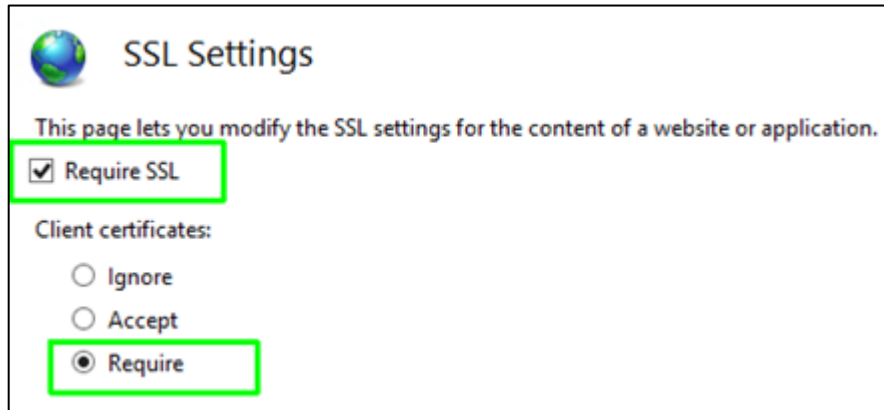 SSL Settings
This page lets you modify the SSL settings for the content of a website or application.
Require SSL
Client certificates:
Ignore
Accept
Require